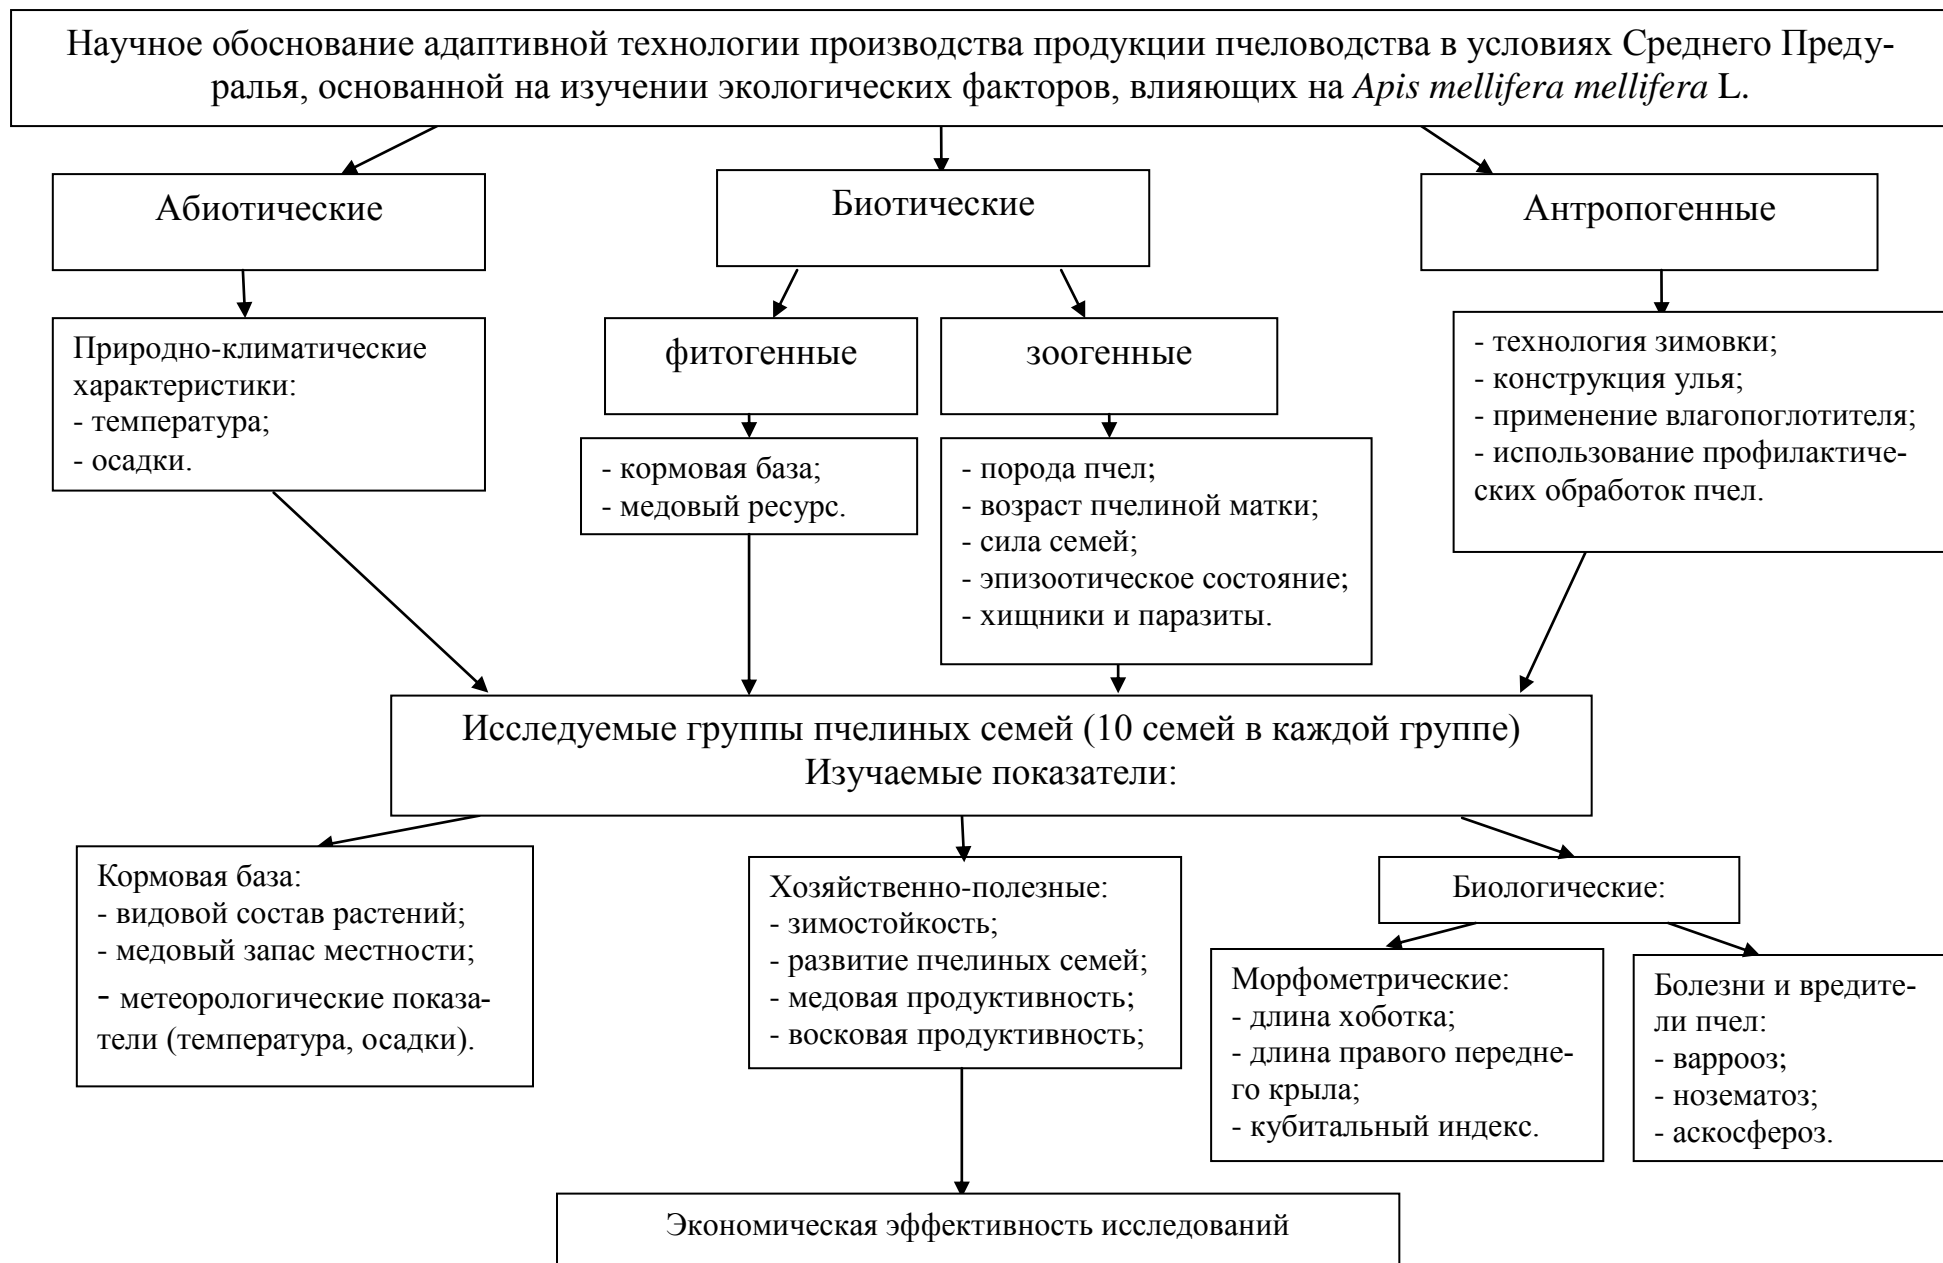 Научное обоснование адаптивной технологии производства продукции пчеловодства в условиях Среднего Преду-
ралья, основанной на изучении экологических факторов, влияющих на Apis mellifera mellifera L.
Абиотические
Биотические
Антропогенные
Природно-климатические
характеристики:
- температура;
- осадки.
фитогенные
зоогенные
- технология зимовки;
- конструкция улья;
- применение влагопоглотителя;
- использование профилактиче-
ских обработок пчел.
- кормовая база;
- медовый ресурс.
- порода пчел;
- возраст пчелиной матки;
- сила семей;
- эпизоотическое состояние;
- хищники и паразиты.
Исследуемые группы пчелиных семей (10 семей в каждой группе)
Изучаемые показатели:
Кормовая база:
- видовой состав растений;
- медовый запас местности;
- метеорологические показа-
тели (температура, осадки).
Хозяйственно-полезные:
- зимостойкость;
- развитие пчелиных семей;
- медовая продуктивность;
- восковая продуктивность;
Биологические:
Морфометрические:
- длина хоботка;
- длина правого передне-
го крыла;
- кубитальный индекс.
Болезни и вредите-
ли пчел:
- варрооз;
- нозематоз;
- аскосфероз.
Экономическая эффективность исследований